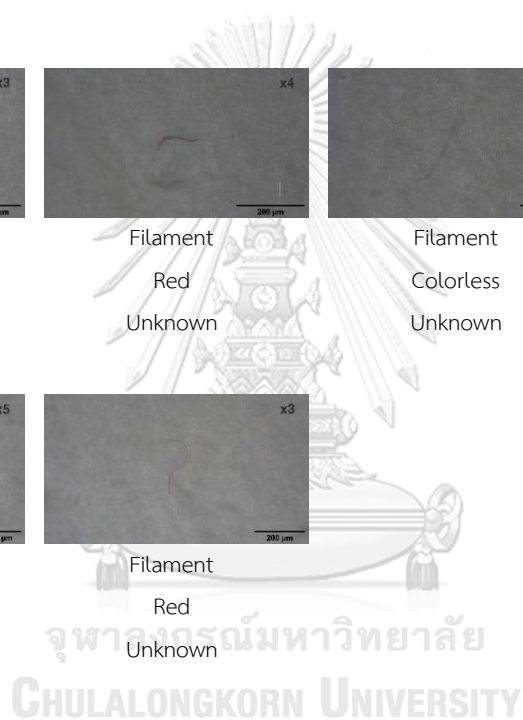 x3
x4
200 µm
Filament
Filament
Red
Colorless
Unknown
Unknown
x5
x3
µm
200 µm
Filament
Red
Unknown
จุฬาลงกรณ์มหาวิทยาลัย
CHULALONGKORN UNIVERSITY